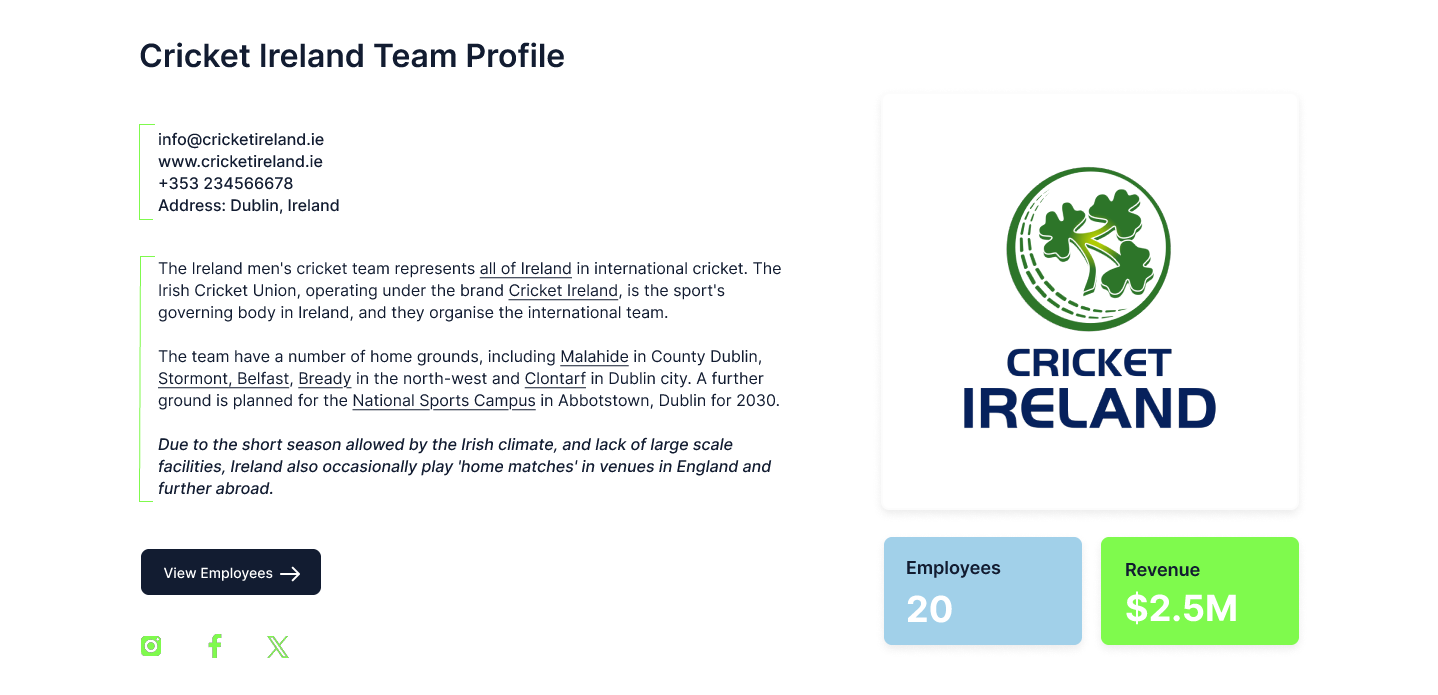 Cricket Ireland Team Profile
info@cricketireland.ie
www.cricketireland.ie
+353 234566678
Address: Dublin, Ireland
The Ireland men's cricket team represents all of Ireland in international cricket. The
Irish Cricket Union, operating under the brand Cricket Ireland, is the sport's
governing body in Ireland, and they organise the international team.
The team have a number of home grounds, including Malahide in County Dublin,
Stormont, Belfast, Bready in the north-west and Clontarf in Dublin city. A further
ground is planned for the National Sports Campus in Abbotstown, Dublin for 2030.
Due to the short season allowed by the Irish climate, and lack of large scale
facilities, Ireland also occasionally play 'home matches' in venues in England and
further abroad.
View Employees
CRICKET
IRELAND
Employees
20
Revenue
$2.5M